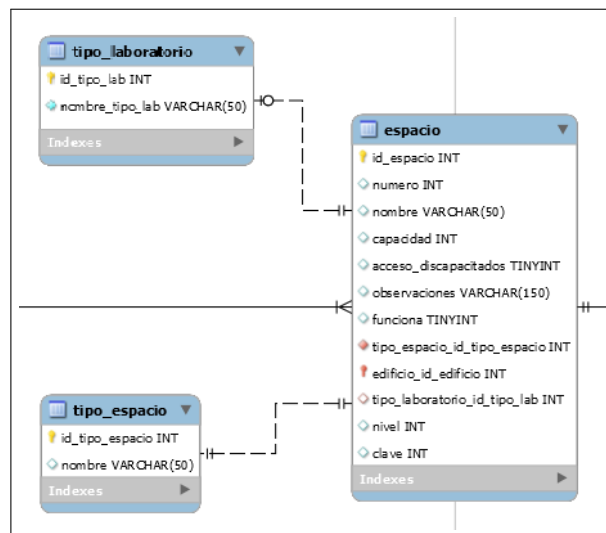 tipo_laboratorio
id_tipo_lab INT
nombre_tipo_lab VARCHAR(50)
Indexes
espacio
id_espacio INT
numero INT
nombre VARCHAR(50)
capacidad INT
acceso_discapacitados TINYINT
observaciones VARCHAR(150)
funciona TINYINT
tipo_espacio_id_tipo_espacio INT
edificio_id_edificio INT
tipo_laboratorio_id_tipo_lab INT
nivel INT
clave INT
Indexes
tipo_espacio
id_tipo_espacio INT
nombre VARCHAR(50)
Indexes